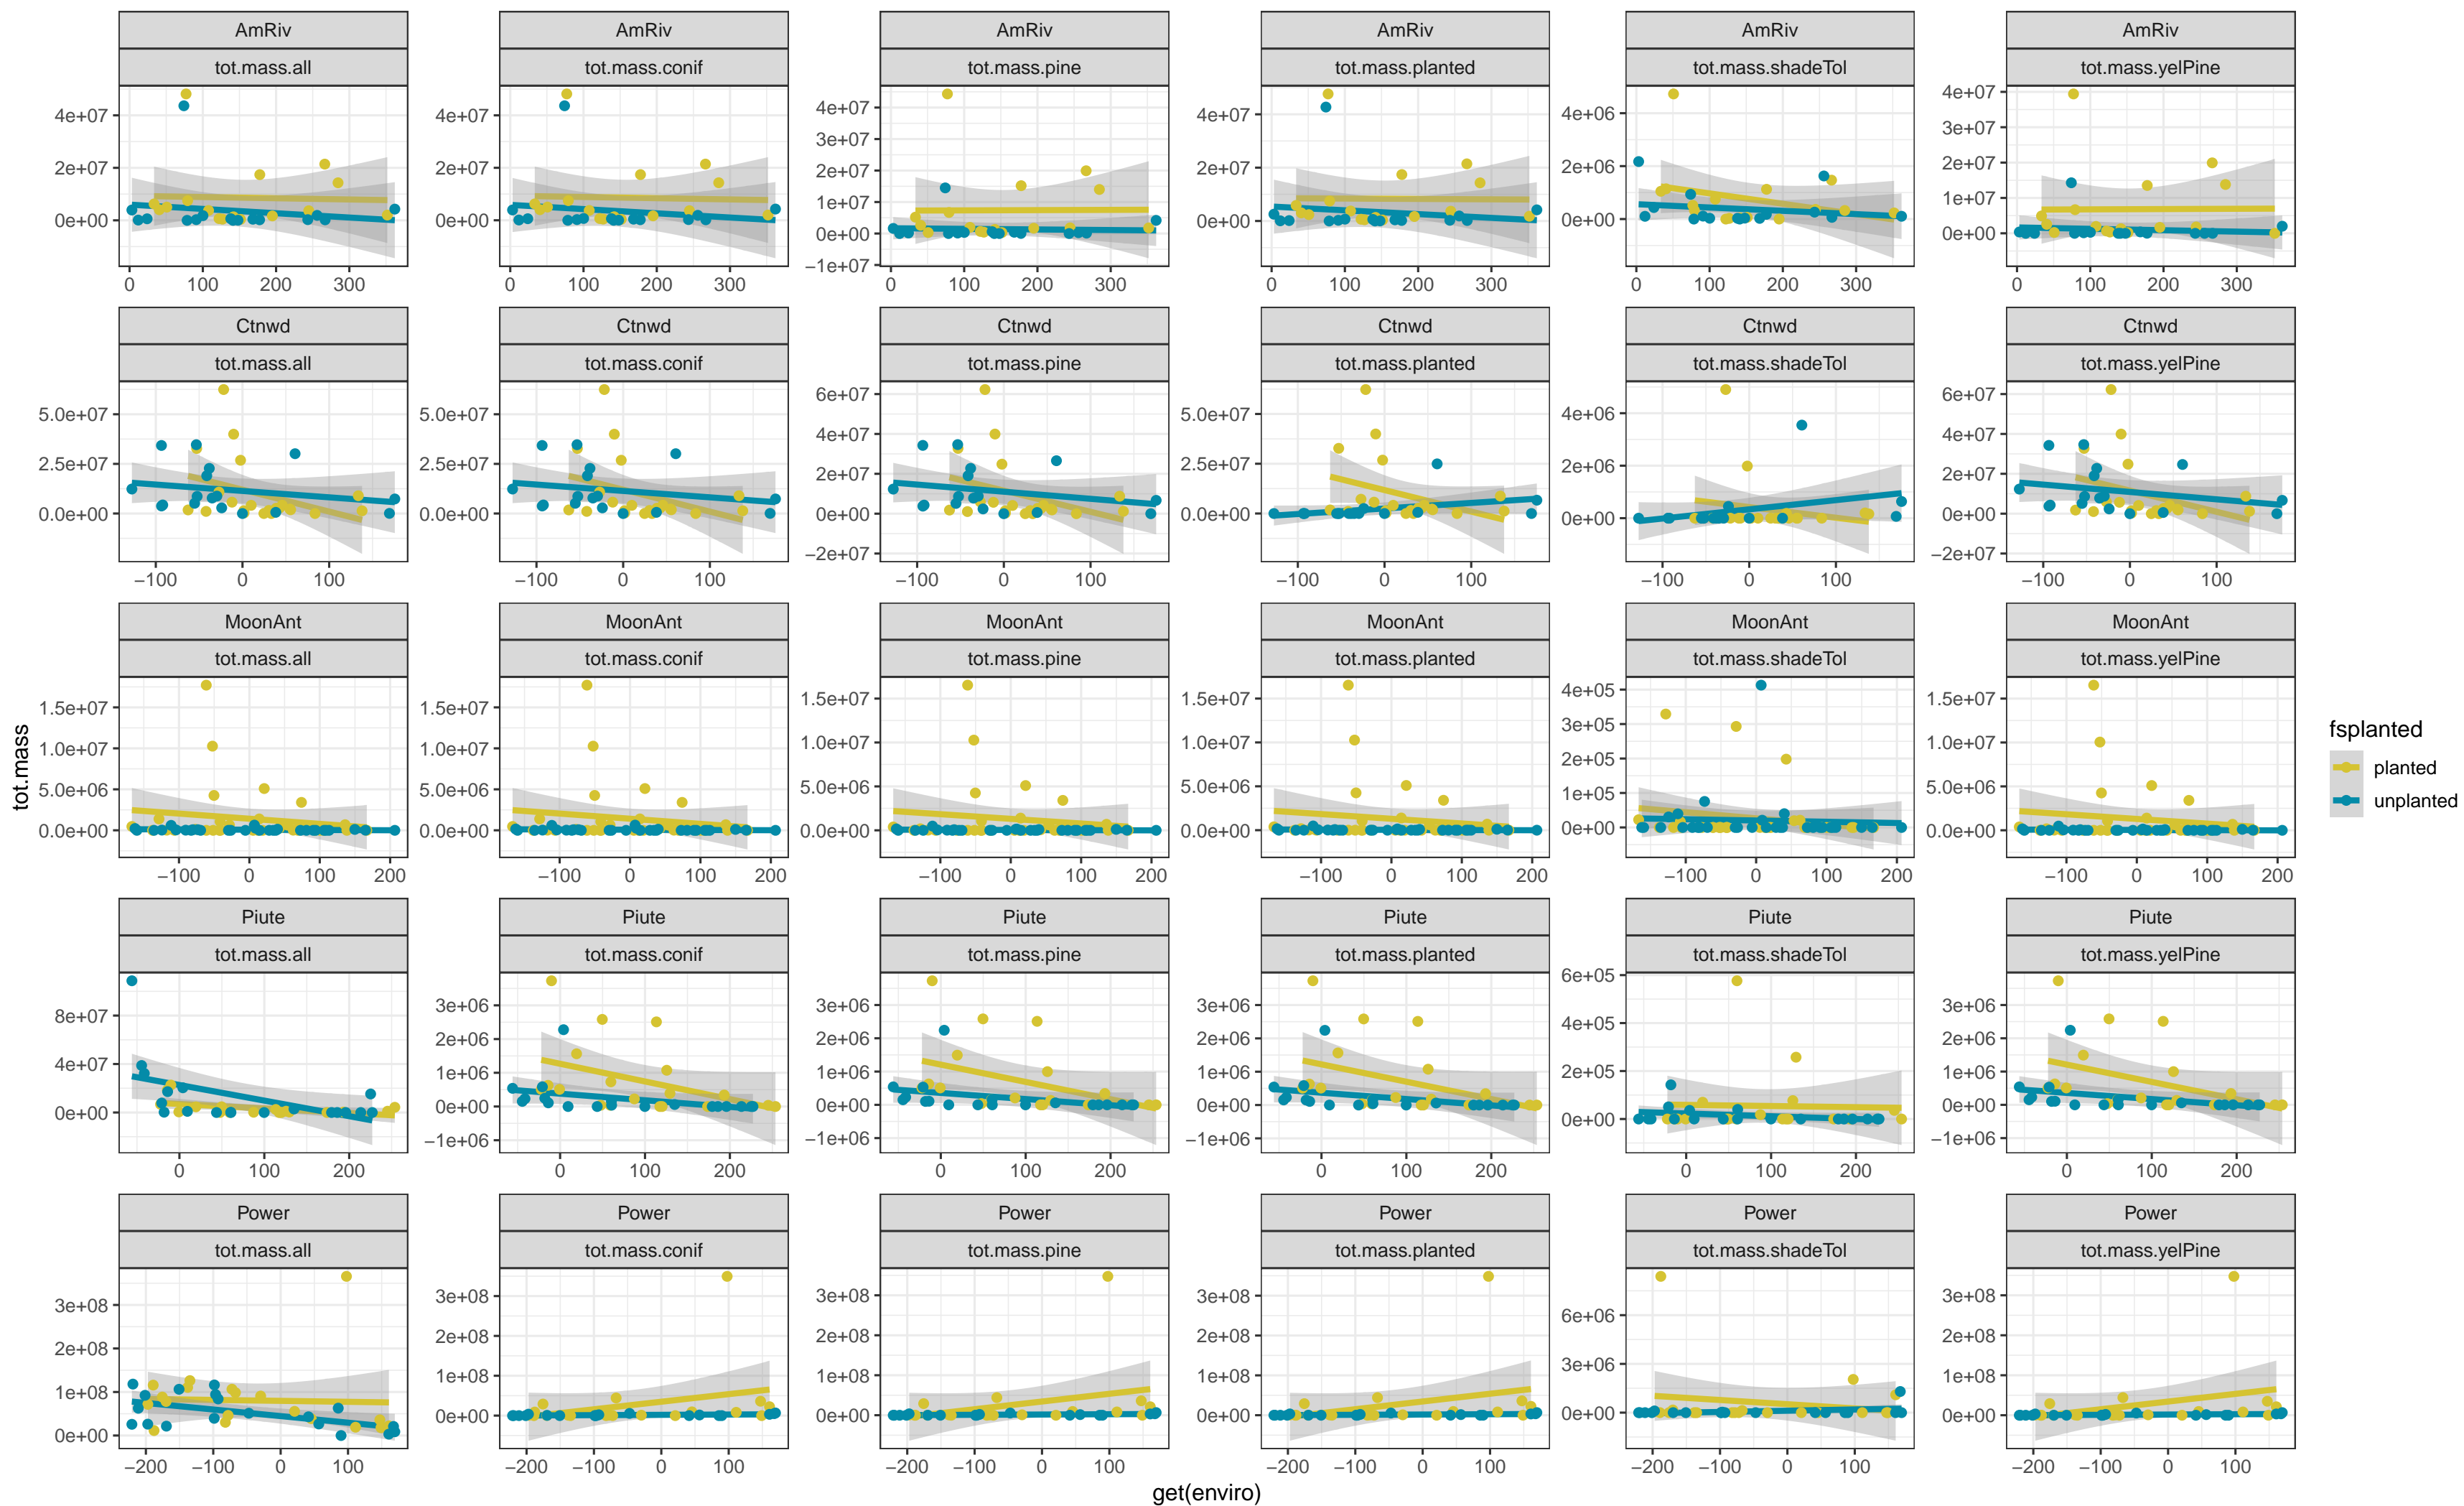 AmRiv AmRiv AmRiv AmRiv AmRiv AmRiv
tot.mass.all tot.mass.conif tot.mass.pine tot.mass.planted tot.mass.shadeTol tot.mass.yelPine
4e+07 4e+07 4e+07 4e+07 4e+06 4e+07
3e+07 3e+07
2e+07 2e+07 2e+07 2e+07 2e+06 2e+07
1e+07 1e+07
0e+00 0e+00 0e+00 0e+00 0e+00 0e+00
−1e+07
0 100 200 300 0 100 200 300 0 100 200 300 0 100 200 300 0 100 200 300 0 100 200 300
Ctnwd Ctnwd Ctnwd Ctnwd Ctnwd Ctnwd
tot.mass.all tot.mass.conif tot.mass.pine tot.mass.planted tot.mass.shadeTol tot.mass.yelPine
6e+07 6e+07
5.0e+07 5.0e+07 4e+07 5.0e+07 4e+06 4e+07
2.5e+07 2.5e+07 2e+07 2.5e+07 2e+06 2e+07
0.0e+00 0.0e+00 0e+00 0.0e+00 0e+00 0e+00
−2e+07 −2e+07
−100 0 100 −100 0 100 −100 0 100 −100 0 100 −100 0 100 −100 0 100
MoonAnt MoonAnt MoonAnt MoonAnt MoonAnt MoonAnt
tot.mass.all tot.mass.conif tot.mass.pine tot.mass.planted tot.mass.shadeTol tot.mass.yelPine
1.5e+07 1.5e+07 1.5e+07 1.5e+07 4e+05 1.5e+07
1.0e+07 1.0e+07 1.0e+07 1.0e+07 3e+05 1.0e+07
2e+05
5.0e+06 5.0e+06 5.0e+06 5.0e+06 1e+05 5.0e+06
0.0e+00 0.0e+00 0.0e+00 0.0e+00 0e+00 0.0e+00
−100 0 100 200 −100 0 100 200 −100 0 100 200 −100 0 100 200 −100 0 100 200 −100 0 100 200
Piute Piute Piute Piute Piute Piute
tot.mass.all tot.mass.conif tot.mass.pine tot.mass.planted tot.mass.shadeTol tot.mass.yelPine
8e+07 3e+06 3e+06 3e+06 6e+05 3e+06
2e+06 2e+06 2e+06 4e+05 2e+06
4e+07 1e+06 1e+06 1e+06 2e+05 1e+06
0e+00 0e+00 0e+00 0e+00 0e+00 0e+00
−1e+06 −1e+06 −1e+06 −1e+06
0 100 200 0 100 200 0 100 200 0 100 200 0 100 200 0 100 200
Power Power Power Power Power Power
tot.mass.all tot.mass.conif tot.mass.pine tot.mass.planted tot.mass.shadeTol tot.mass.yelPine
3e+08 3e+08 3e+08 3e+08 6e+06 3e+08
2e+08 2e+08 2e+08 2e+08 3e+06 2e+08
1e+08 1e+08 1e+08 1e+08 1e+08
0e+00 0e+00 0e+00 0e+00 0e+00 0e+00
−200 −100 0 100 −200 −100 0 100 −200 −100 0 100 −200 −100 0 100 −200 −100 0 100 −200 −100 0 100
get(enviro)
tot.mass
fsplanted
planted
unplanted